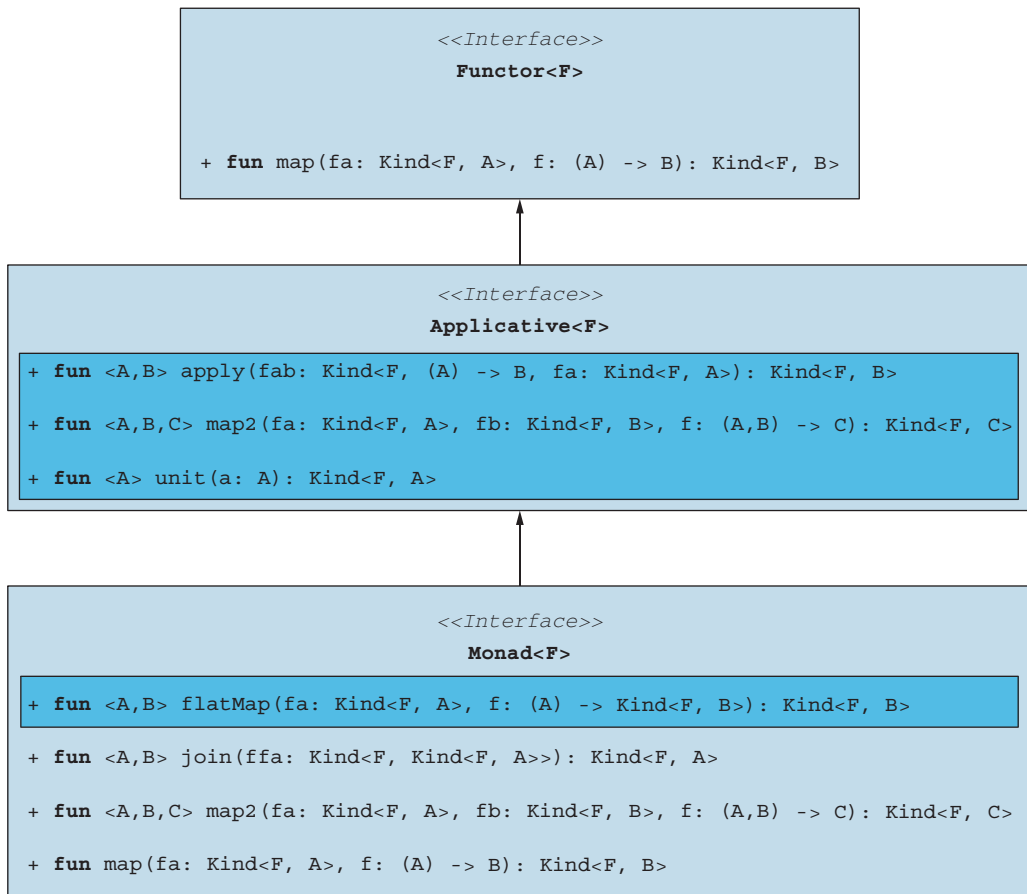 <<Interface>>
Functor<F>
+ fun map(fa: Kind<F, A>, f: (A) -> B): Kind<F, B>
<<Interface>>
Applicative<F>
+ fun <A,B> apply(fab: Kind<F, (A) -> B, fa: Kind<F, A>): Kind<F, B>
+ fun <A,B,C> map2(fa: Kind<F, A>, fb: Kind<F, B>, f: (A,B) -> C): Kind<F, C>
+ fun <A> unit(a: A): Kind<F, A>
<<Interface>>
Monad<F>
+ fun <A,B> flatMap(fa: Kind<F, A>, f: (A) -> Kind<F, B>): Kind<F, B>
+ fun <A,B> join(ffa: Kind<F, Kind<F, A>>): Kind<F, A>
+ fun <A,B,C> map2(fa: Kind<F, A>, fb: Kind<F, B>, f: (A,B) -> C): Kind<F, C>
+ fun map(fa: Kind<F, A>, f: (A) -> B): Kind<F, B>